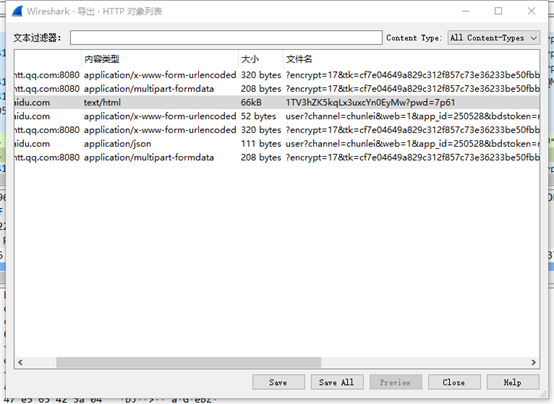 Wireshark · 导出 · HTTP 对象列表
文本过滤器: Content Type: All Content-Types
内容类型 大小 文件名
ntt.qq.com:8080 application/x-www-form-urlencoded 320 bytes ?encrypt=17&tk=cf7e04649a829c312f857c73e36233be50fbb
ntt.qq.com:8080 application/multipart-formdata 208 bytes ?encrypt=17&tk=cf7e04649a829c312f857c73e36233be50fbb
aidu.com text/html 66kB 1TV3hZK5kqLx3uxcYn0EyMw?pwd=7p61
aidu.com application/x-www-form-urlencoded 52 bytes user?channel=chunlei&web=1&app_id=250528&bdstoken=n
ntt.qq.com:8080 application/x-www-form-urlencoded 320 bytes ?encrypt=17&tk=cf7e04649a829c312f857c73e36233be50fbb
aidu.com application/json 111 bytes user?channel=chunlei&web=1&app_id=250528&bdstoken=n
ntt.qq.com:8080 application/multipart-formdata 208 bytes ?encrypt=17&tk=cf7e04649a829c312f857c73e36233be50fbb
Save Save All Preview Close Help